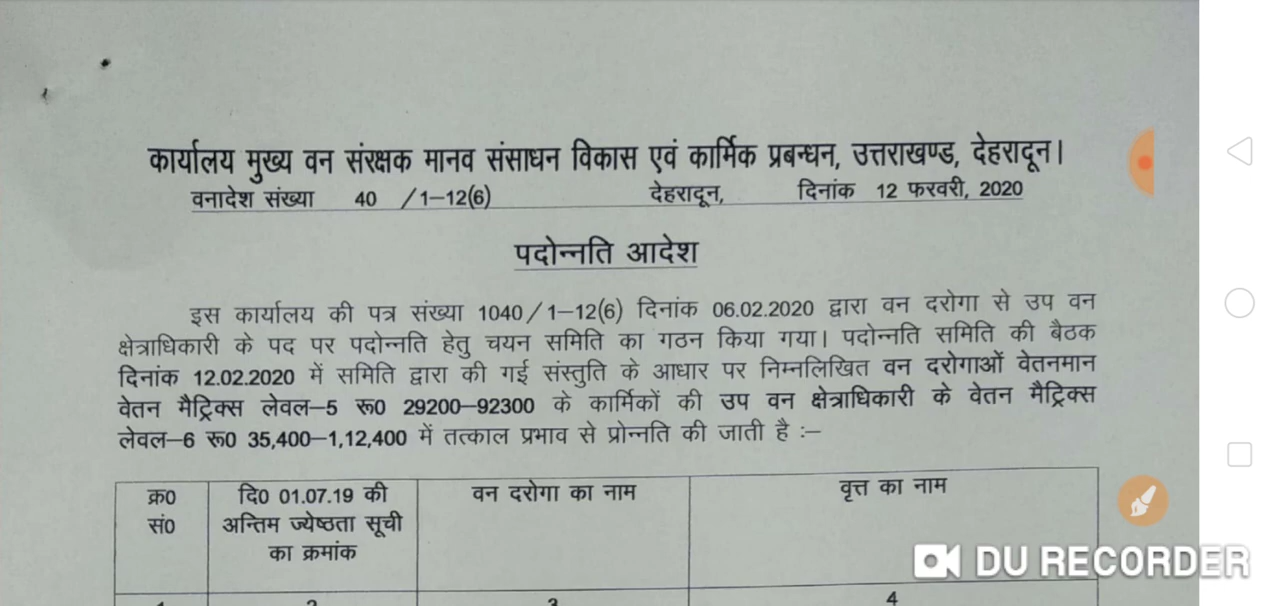 कार्यालय मुख्य वन संरक्षक मानव संसाधन विकास एवं कार्मिक प्रबन्धन, उत्तराखण्ड, देहरादून।
वनादेश संख्या 40 /1–12(6) देहरादून, दिनांक 12 फरवरी, 2020
पदोन्नति आदेश
इस कार्यालय की पत्र संख्या 1040/1–12(6) दिनांक 06.02.2020 द्वारा वन दरोगा से उप वन
क्षेत्राधिकारी के पद पर पदोन्नति हेतु चयन समिति का गठन किया गया। पदोन्नति समिति की बैठक
दिनांक 12.02.2020 में समिति द्वारा की गई संस्तुति के आधार पर निम्नलिखित वन दरोगाओं वेतनमान
वेतन मैट्रिक्स लेवल–5 रू0 29200–92300 के कार्मिकों की उप वन क्षेत्राधिकारी के वेतन मैट्रिक्स
लेवल–6 रू0 35,400–1,12,400 में तत्काल प्रभाव से प्रोन्नति की जाती है :–
क्र0 सं0
दि0 01.07.19 की
अन्तिम ज्येष्ठता सूची
का क्रमांक
वन दरोगा का नाम
वृत्त का नाम
1 2 3 4
DU RECORDER